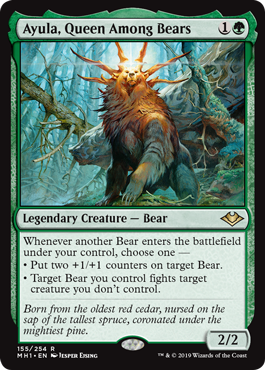 Ayula, Queen Among Bears 1
Legendary Creature — Bear
Whenever another Bear enters the battlefield
under your control, choose one —
• Put two +1/+1 counters on target Bear.
• Target Bear you control fights target
creature you don't control.
Born from the oldest red cedar, nursed on the
sap of the tallest spruce, coronated under the
mightiest pine.
2/2
155/254 R
MH1 • EN Jesper Ejsing
™ & © 2019 Wizards of the Coast